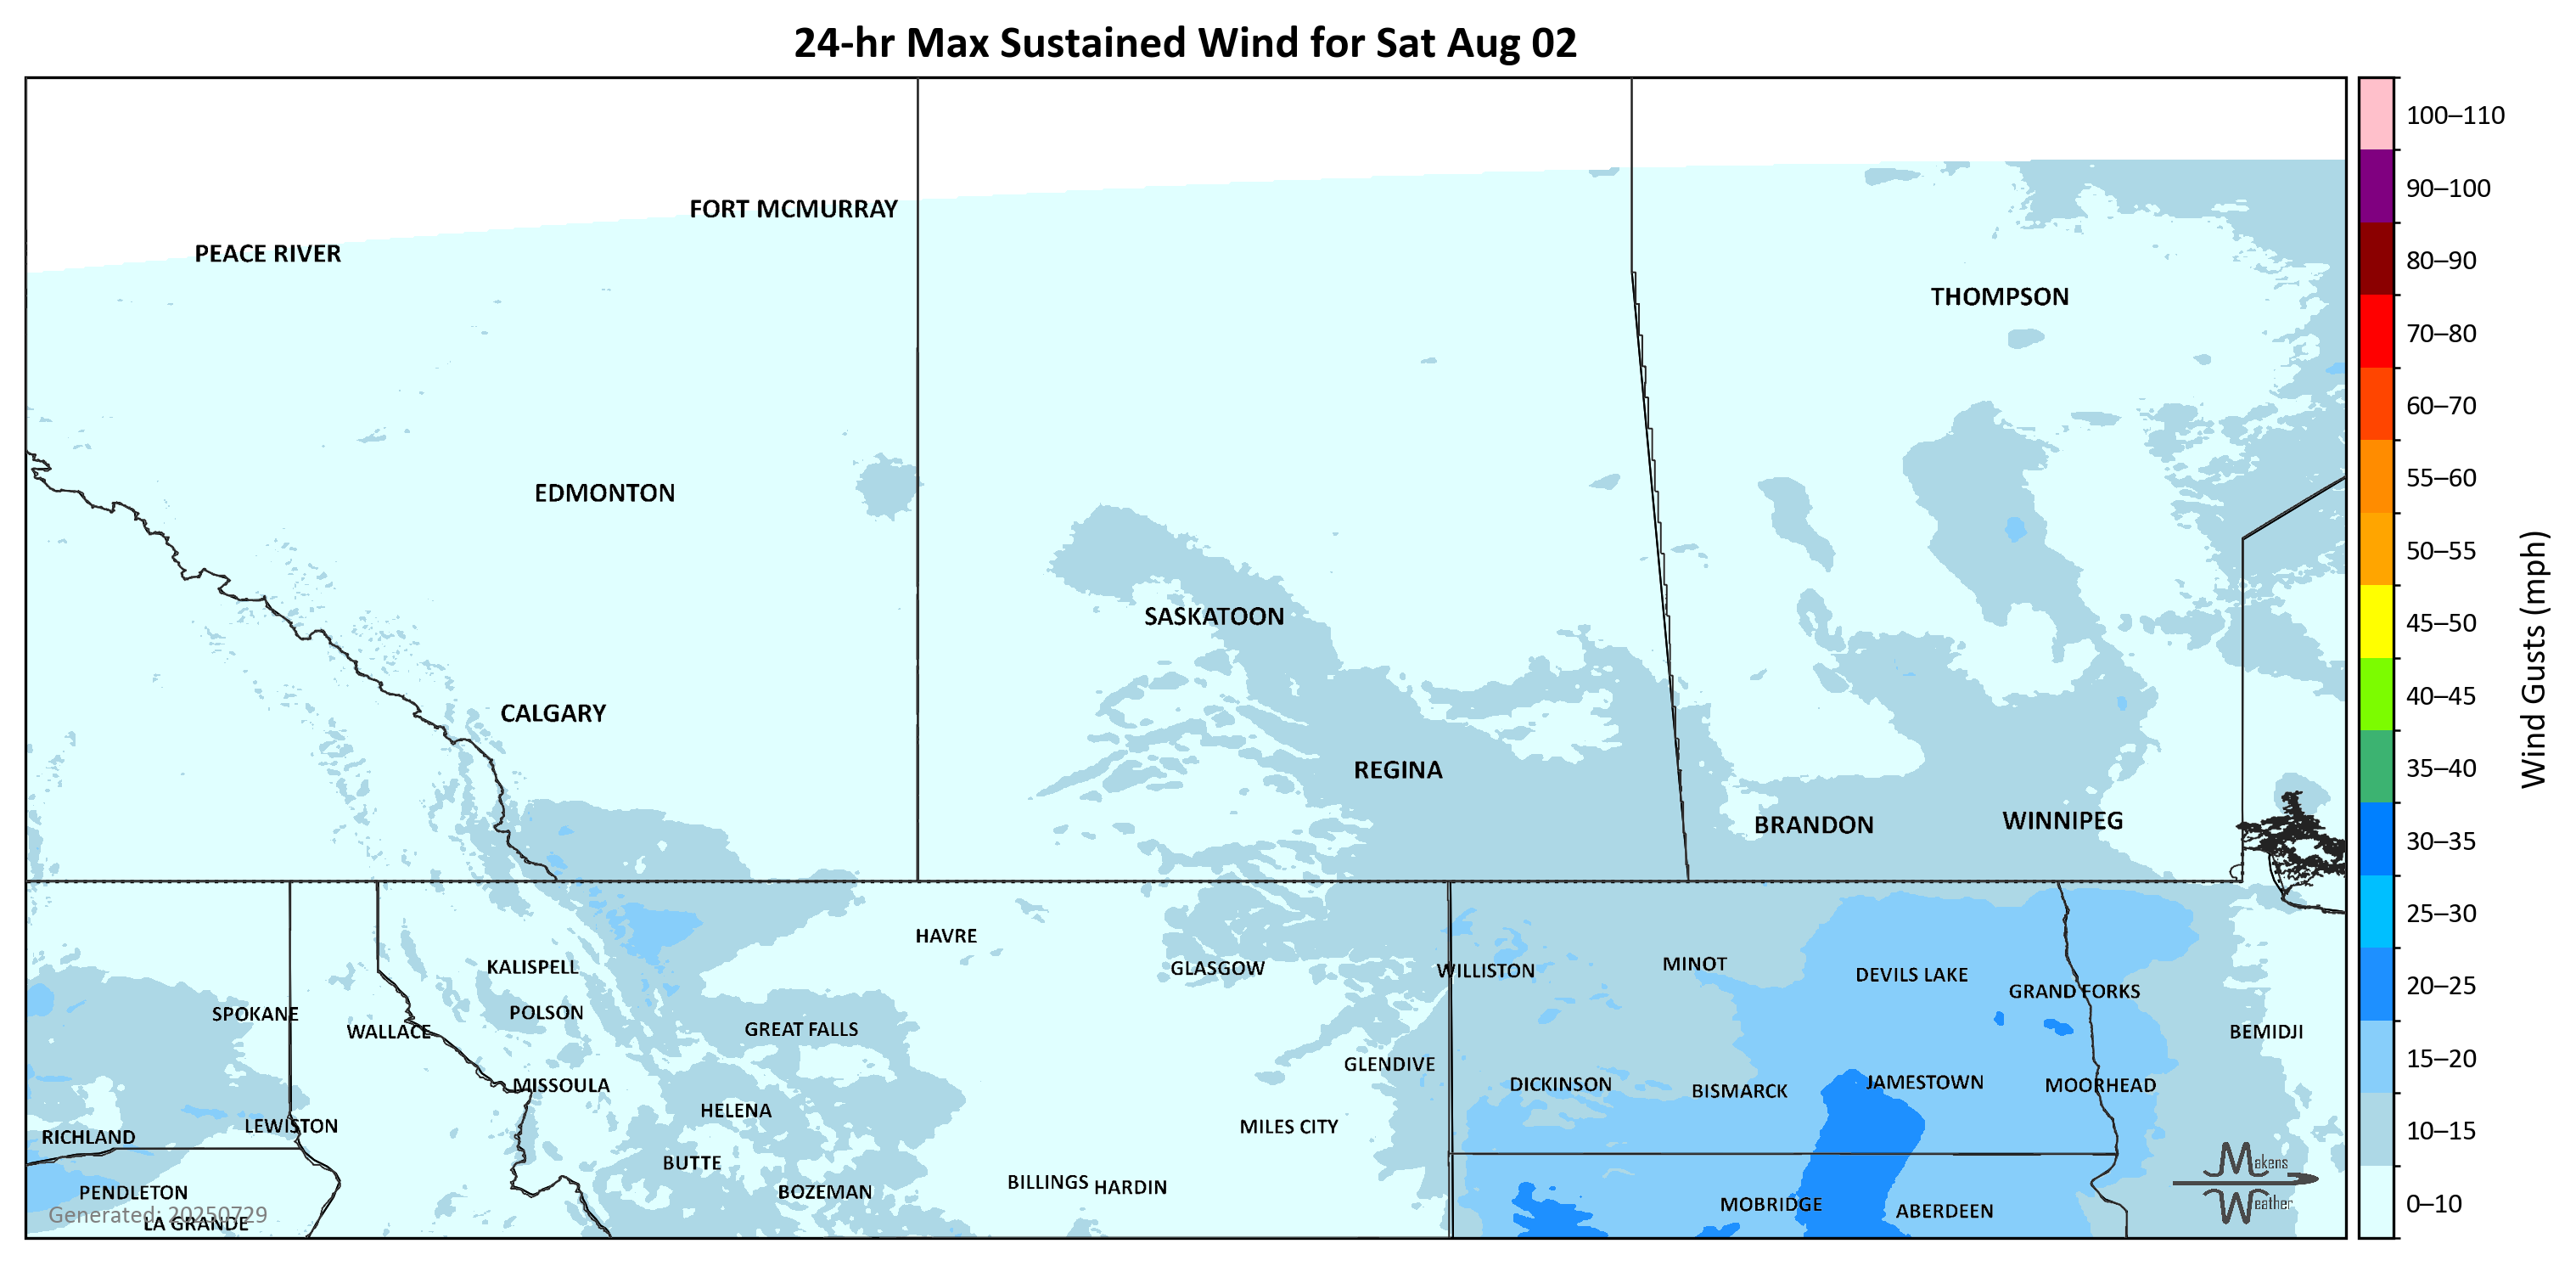 24-hr Max Sustained Wind for Sat Aug 02
FORT MCMURRAY
PEACE RIVER
THOMPSON
EDMONTON
SASKATOON
CALGARY
REGINA
BRANDON
WINNIPEG
HAVRE
KALISPELL
GLASGOW
WILLISTON
MINOT
DEVILS LAKE
GRAND FORKS
SPOKANE
POLSON
WALLACE
GREAT FALLS
BEMIDJI
GLENDIVE
MISSOULA
DICKINSON
BISMARCK
JAMESTOWN
MOORHEAD
HELENA
LEWISTON
MILES CITY
RICHLAND
BUTTE
PENDLETON
BOZEMAN
BILLINGS
HARDIN
MOBRIDGE
ABERDEEN
Generated: 20250729
LA GRANDE
Makens
Weather
100–110
90–100
80–90
70–80
60–70
55–60
50–55
45–50
40–45
35–40
30–35
25–30
20–25
15–20
10–15
0–10
Wind Gusts (mph)